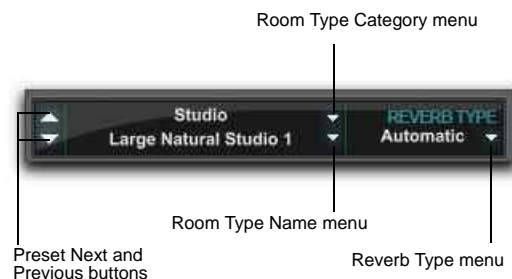 Room Type Category menu
Studio
Large Natural Studio 1
REVERB TYPE
Automatic
Room Type Name menu
Preset Next and
Previous buttons
Reverb Type menu